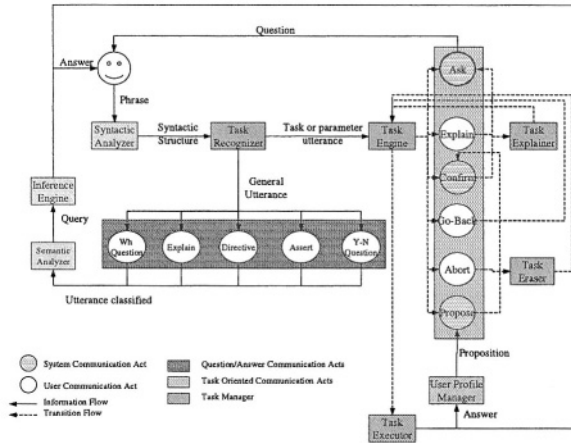 Question
Answer
Ask
Phrase
Syntactic
Analyzer
Syntactic
Structure
Task
Recognizer
Task or parameter
utterance
Task
Engine
Explain
Task
Explainer
Confirm
General
Utterance
Inference
Engine
Go-Back
Query
Wh
Question
Explain
Directive
Assert
Y-N
Question
Semantic
Analyzer
Abort
Task
Eraser
Utterance classified
Propose
Proposition
System Communication Act
Question/Answer Communication Acts
User Communication Act
Task Oriented Communication Acts
User Profile
Manager
Information Flow
Task Manager
Transition Flow
Answer
Task
Executor